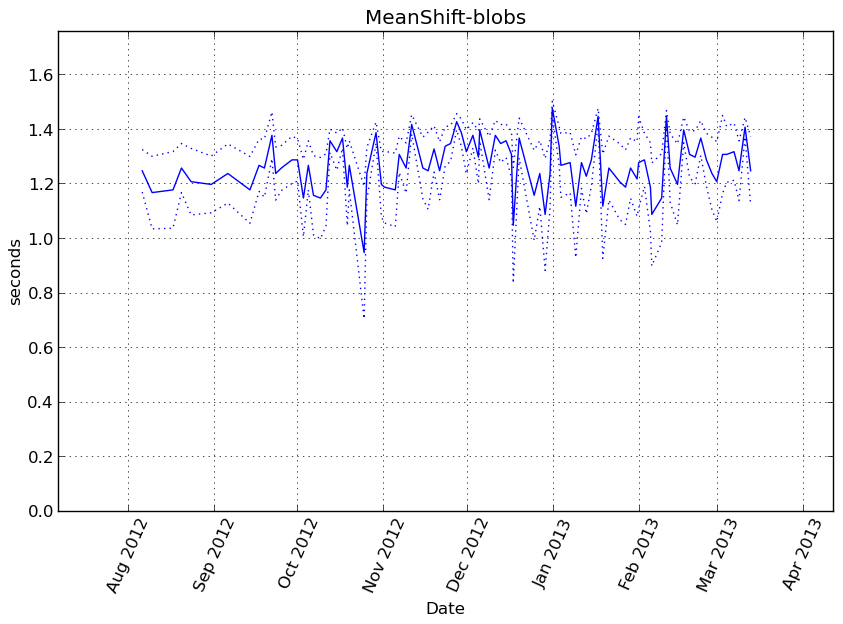 MeanShift-blobs
1.6
1.4
1.2
1.0
0.8
0.6
0.4
0.2
0.0
seconds
Aug 2012
Sep 2012
Oct 2012
Nov 2012
Dec 2012
Jan 2013
Feb 2013
Mar 2013
Apr 2013
Date